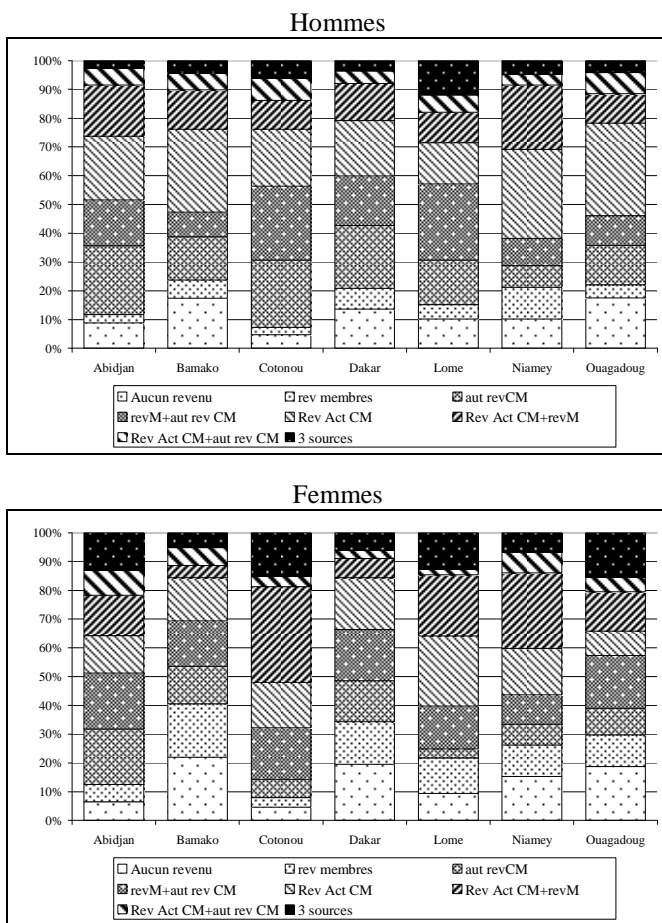 Hommes
100%
90%
80%
70%
60%
50%
40%
30%
20%
10%
0%
Abidjan Bamako Cotonou Dakar Lome Niamey Ouagadoug
Aucun revenu rev membres aut revCM
revM+aut rev CM Rev Act CM Rev Act CM+revM
Rev Act CM+aut rev CM 3 sources
Femmes
100%
90%
80%
70%
60%
50%
40%
30%
20%
10%
0%
Abidjan Bamako Cotonou Dakar Lome Niamey Ouagadoug
Aucun revenu rev membres aut revCM
revM+aut rev CM Rev Act CM Rev Act CM+revM
Rev Act CM+aut rev CM 3 sources